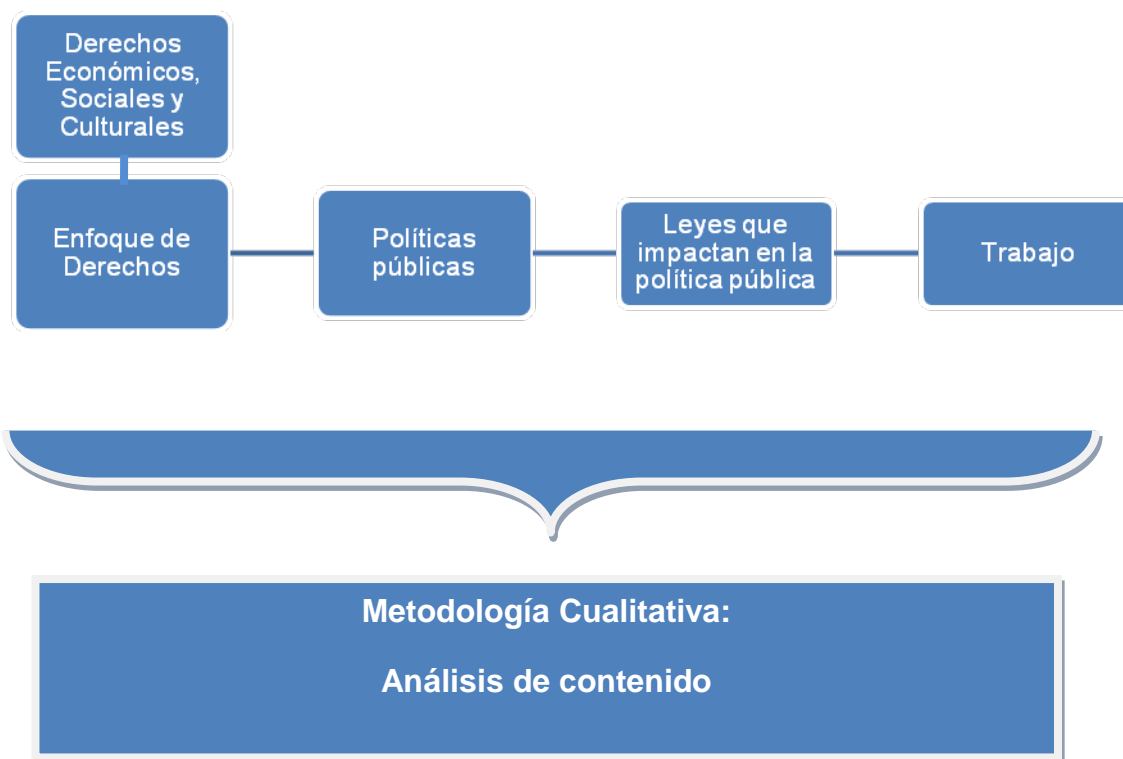 Derechos
Económicos,
Sociales y
Culturales
Enfoque de
Derechos
Políticas
públicas
Leyes que
impactan en la
política pública
Trabajo
Metodología Cualitativa:
Análisis de contenido